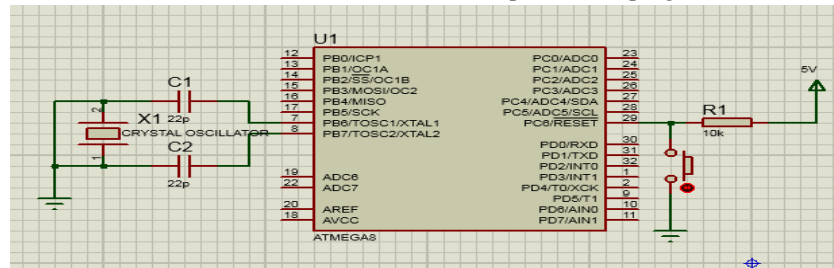 U1
12 PB0/ICP1 PC0/ADC0 23
13 PB1/OC1A PC1/ADC1 24
14 PB2/SS/OC1B PC2/ADC2 25
15 PB3/MOSI/OC2 PC3/ADC3 26
16 PB4/MISO PC4/ADC4/SDA 27
17 PB5/SCK PC5/ADC5/SCL 28
7 PB6/TOSC1/XTAL1 PC6/RESET 29
8 PB7/TOSC2/XTAL2
PD0/RXD 30
PD1/TXD 31
PD2/INT0 32
19 ADC6 PD3/INT1 1
22 ADC7 PD4/T0/XCK 2
PD5/T1 9
20 AREF PD6/AIN0 10
18 AVCC PD7/AIN1 11
ATMEGA8
C1
22p
X1
CRYSTAL OSCILLATOR
2
1
C2
22p
R1
10k
5V